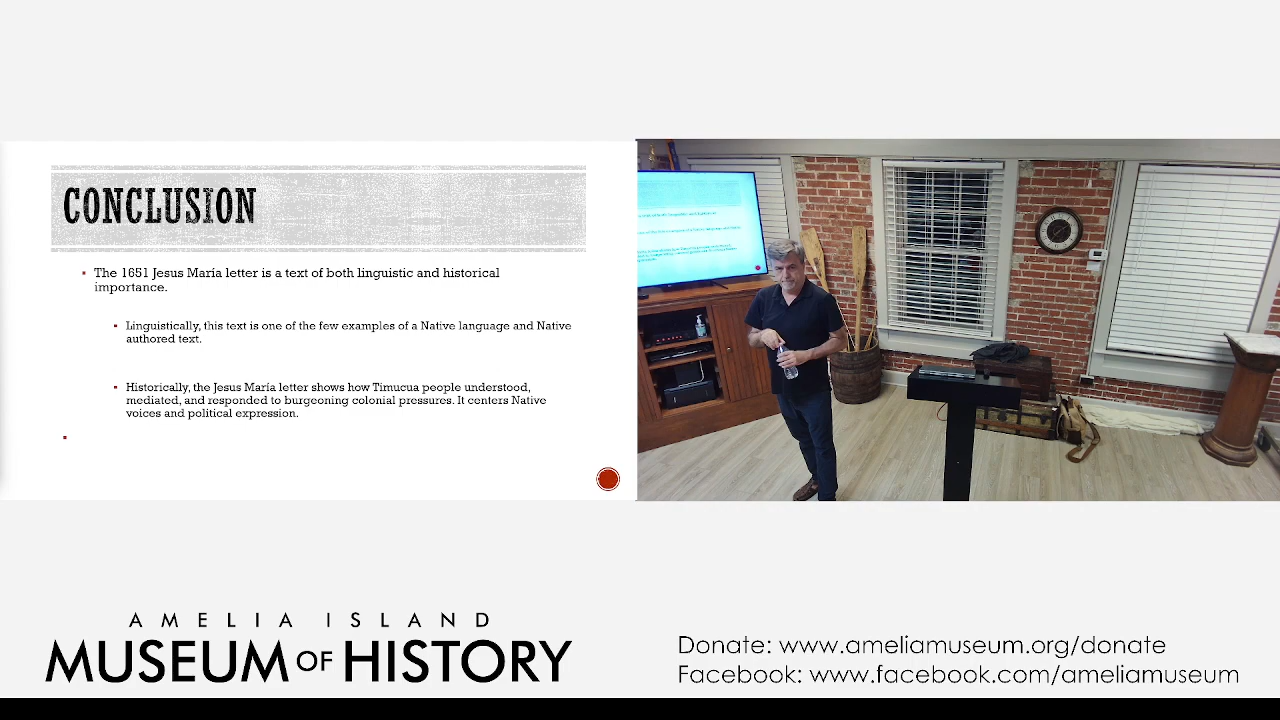 CONCLUSION
▪ The 1651 Jesus María letter is a text of both linguistic and historical
importance.
▪ Linguistically, this text is one of the few examples of a Native language and Native
authored text.
▪ Historically, the Jesus María letter shows how Timucua people understood,
mediated, and responded to burgeoning colonial pressures. It centers Native
voices and political expression.
AMELIA ISLAND
MUSEUM OF HISTORY
Donate: www.ameliamuseum.org/donate
Facebook: www.facebook.com/ameliamuseum